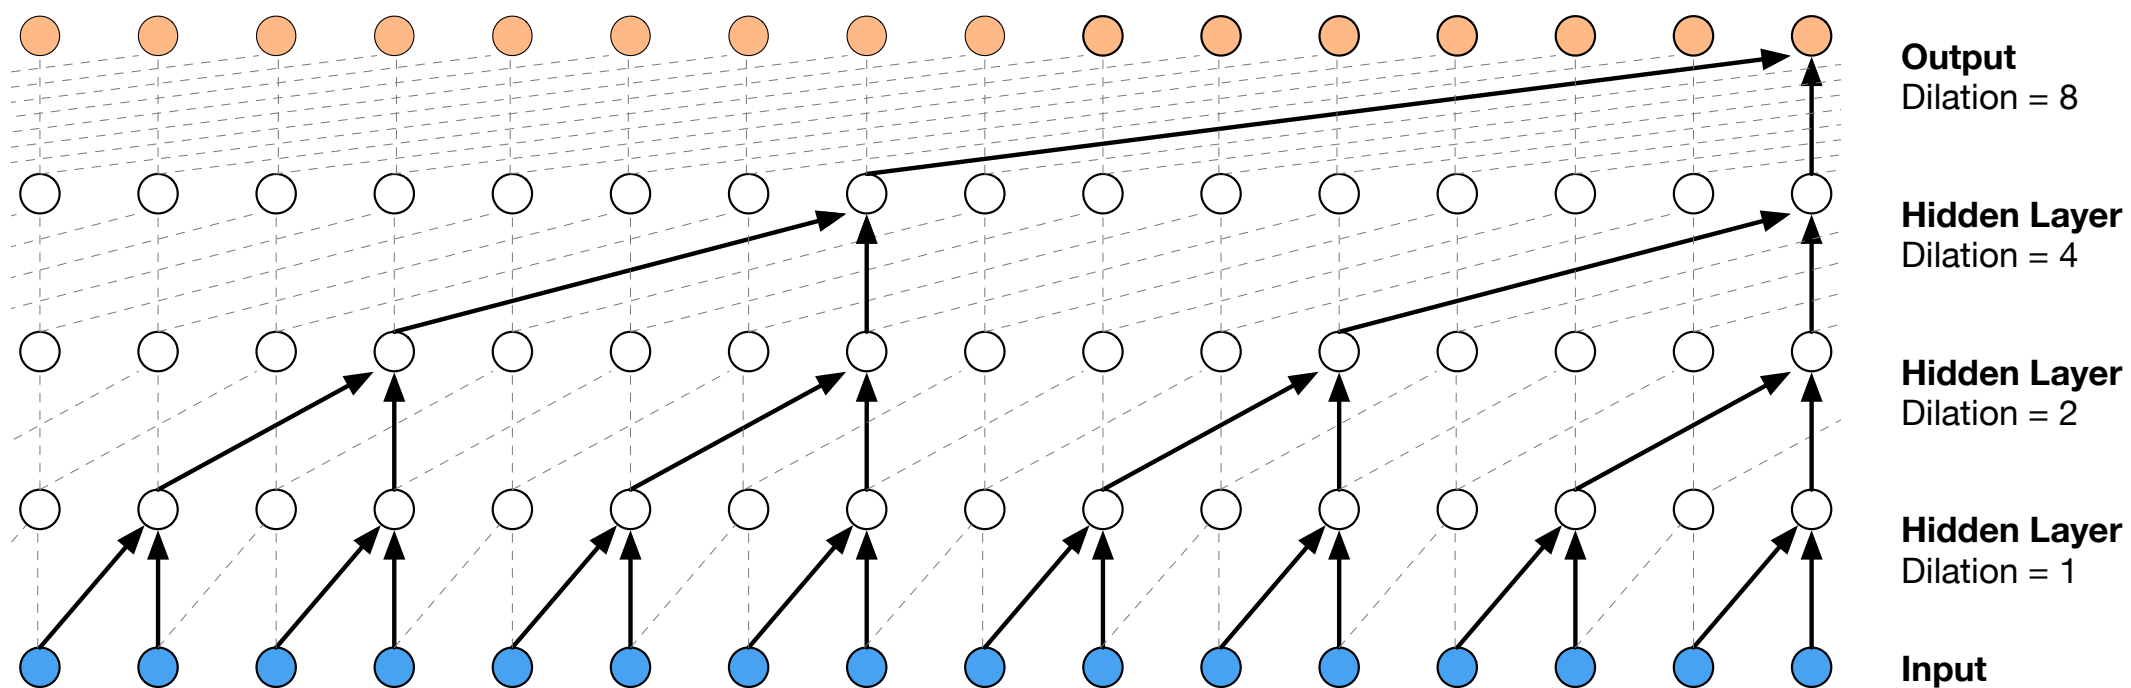 Output
Dilation = 8
Hidden Layer
Dilation = 4
Hidden Layer
Dilation = 2
Hidden Layer
Dilation = 1
Input